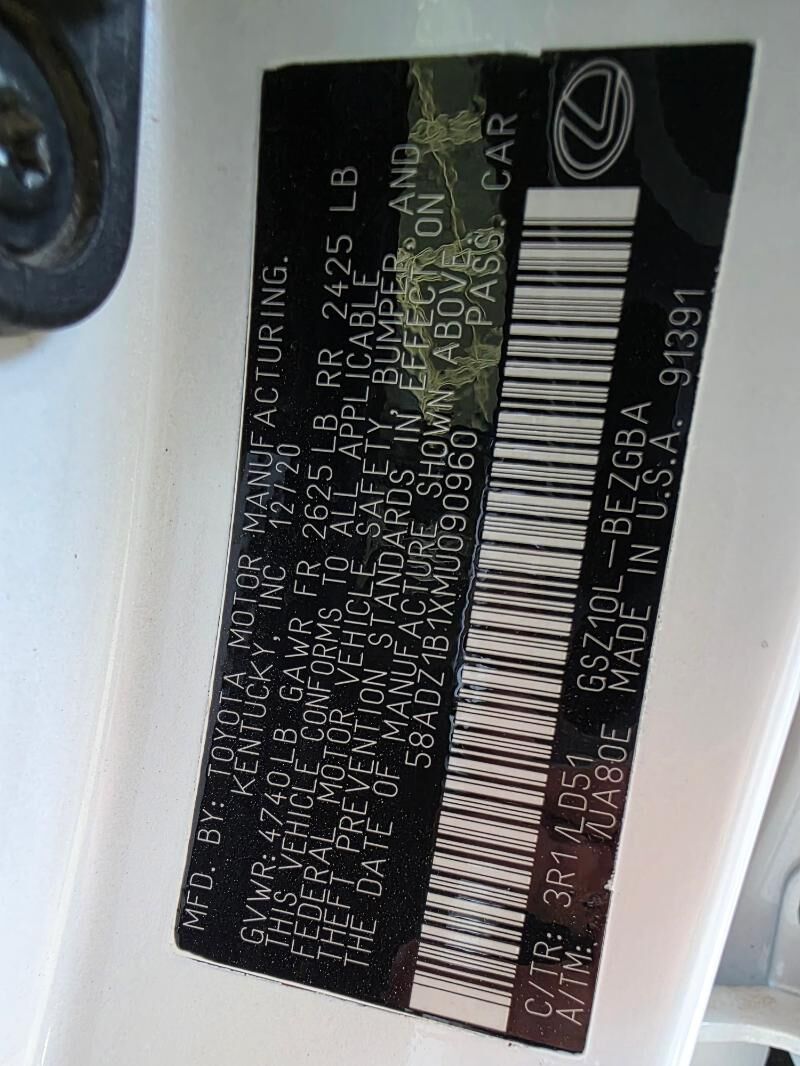 MFD. BY: TOYOTA MOTOR MANUFACTURING.
KENTUCKY, INC 12/20
GVWR: 4740 LB GAWR FR 2625 LB RR 2425 LB
THIS VEHICLE CONFORMS TO ALL APPLICABLE
FEDERAL MOTOR VEHICLE SAFETY, BUMPER, AND
THEFT PREVENTION STANDARDS IN EFFECT ON
THE DATE OF MANUFACTURE SHOWN ABOVE.
58ADZ1B1XMU090960 PASS. CAR
C/TR: 3R1/LD51 GSZ10L-BEZGBA
A/TM: UA80E MADE IN U.S.A. 91391